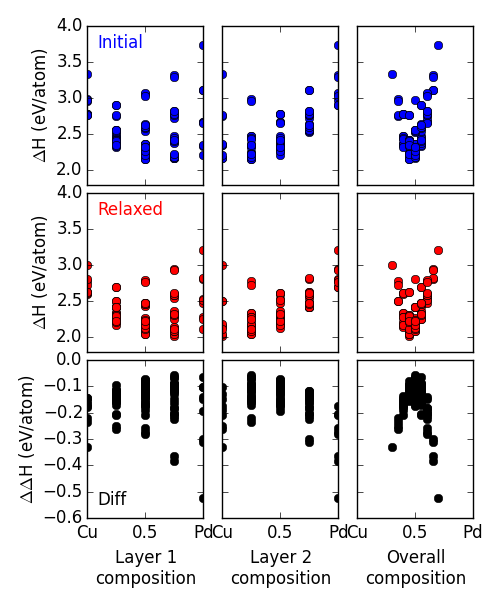 4.0
3.5
3.0
2.5
2.0
ΔH (eV/atom)
Initial
4.0
3.5
3.0
2.5
2.0
ΔH (eV/atom)
Relaxed
0.0
−0.1
−0.2
−0.3
−0.4
−0.5
−0.6
ΔΔH (eV/atom)
Diff
Cu 0.5 Pd
Cu 0.5 Pd
Cu 0.5 Pd
Layer 1
composition
Layer 2
composition
Overall
composition